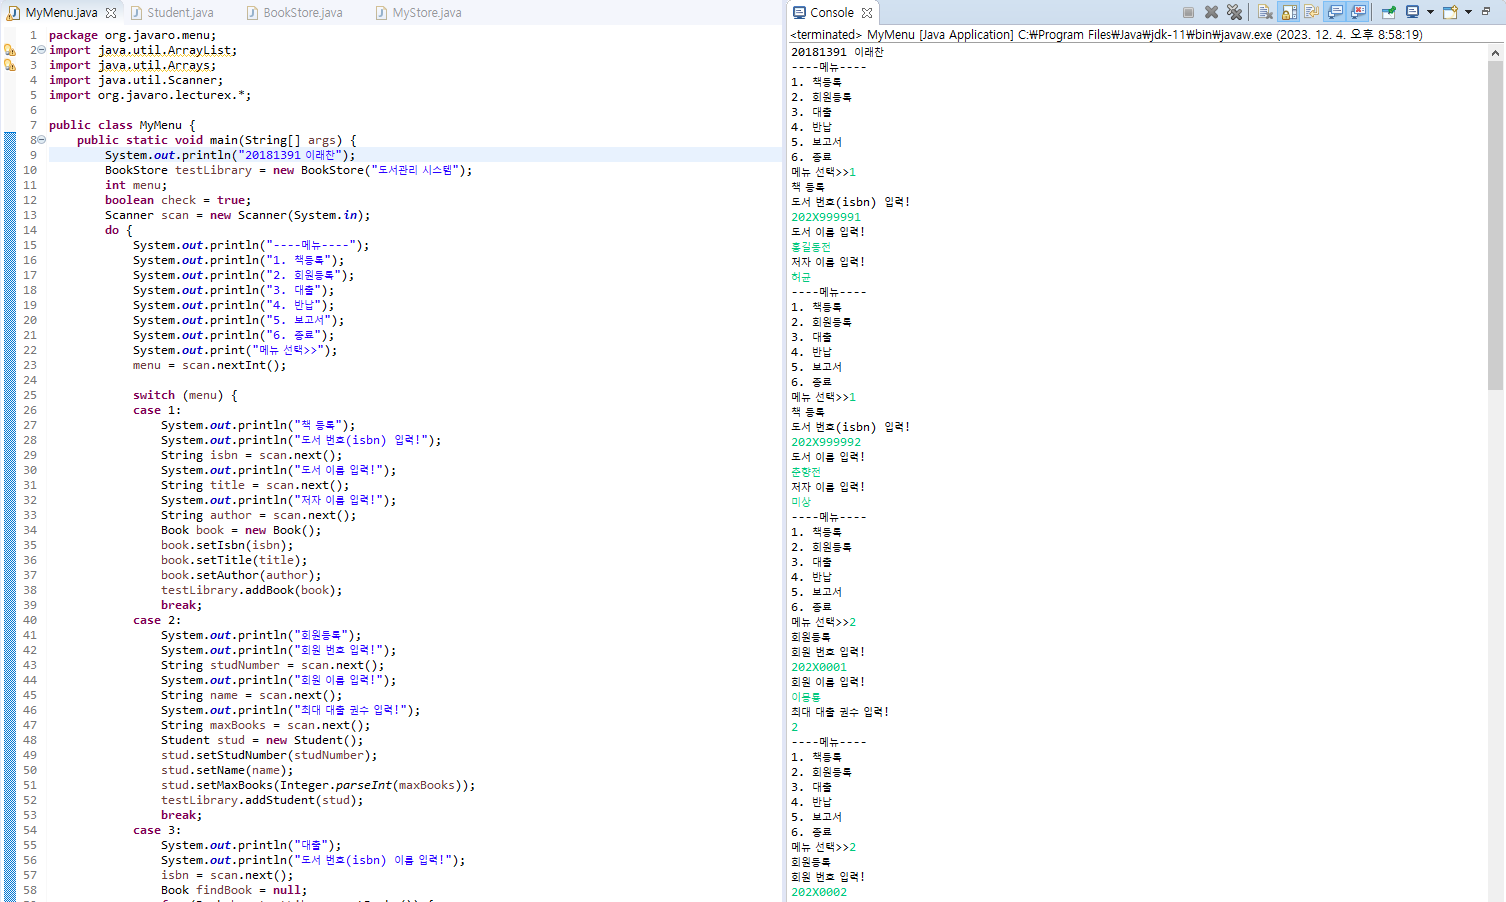 MyMenu.java Student.java BookStore.java MyStore.java
1 package org.javaro.menu;
2 import java.util.ArrayList;
3 import java.util.Arrays;
4 import java.util.Scanner;
5 import org.javaro.lecturex.*;
6
7 public class MyMenu {
8 public static void main(String[] args) {
9 System.out.println("20181391 이래찬");
10 BookStore testLibrary = new BookStore("도서관리 시스템");
11 int menu;
12 boolean check = true;
13 Scanner scan = new Scanner(System.in);
14 do {
15 System.out.println("----메뉴----");
16 System.out.println("1. 책등록");
17 System.out.println("2. 회원등록");
18 System.out.println("3. 대출");
19 System.out.println("4. 반납");
20 System.out.println("5. 보고서");
21 System.out.println("6. 종료");
22 System.out.print("메뉴 선택>>");
23 menu = scan.nextInt();
24
25 switch (menu) {
26 case 1:
27 System.out.println("책 등록");
28 System.out.println("도서 번호(isbn) 입력!");
29 String isbn = scan.next();
30 System.out.println("도서 이름 입력!");
31 String title = scan.next();
32 System.out.println("저자 이름 입력!");
33 String author = scan.next();
34 Book book = new Book();
35 book.setIsbn(isbn);
36 book.setTitle(title);
37 book.setAuthor(author);
38 testLibrary.addBook(book);
39 break;
40 case 2:
41 System.out.println("회원등록");
42 System.out.println("회원 번호 입력!");
43 String studNumber = scan.next();
44 System.out.println("회원 이름 입력!");
45 String name = scan.next();
46 System.out.println("최대 대출 권수 입력!");
47 String maxBooks = scan.next();
48 Student stud = new Student();
49 stud.setStudNumber(studNumber);
50 stud.setName(name);
51 stud.setMaxBooks(Integer.parseInt(maxBooks));
52 testLibrary.addStudent(stud);
53 break;
54 case 3:
55 System.out.println("대출");
56 System.out.println("도서 번호(isbn) 이름 입력!");
57 isbn = scan.next();
58 Book findBook = null;
Console
<terminated> MyMenu [Java Application] C:₩Program Files₩Java₩jdk-11₩bin₩javaw.exe (2023. 12. 4. 오후 8:58:19)
20181391 이래찬
----메뉴----
1. 책등록
2. 회원등록
3. 대출
4. 반납
5. 보고서
6. 종료
메뉴 선택>>1
책 등록
도서 번호(isbn) 입력!
202X999991
도서 이름 입력!
홍길동전
저자 이름 입력!
허균
----메뉴----
1. 책등록
2. 회원등록
3. 대출
4. 반납
5. 보고서
6. 종료
메뉴 선택>>1
책 등록
도서 번호(isbn) 입력!
202X999992
도서 이름 입력!
춘향전
저자 이름 입력!
미상
----메뉴----
1. 책등록
2. 회원등록
3. 대출
4. 반납
5. 보고서
6. 종료
메뉴 선택>>2
회원등록
회원 번호 입력!
202X0001
회원 이름 입력!
이몽룡
최대 대출 권수 입력!
2
----메뉴----
1. 책등록
2. 회원등록
3. 대출
4. 반납
5. 보고서
6. 종료
메뉴 선택>>2
회원등록
회원 번호 입력!
202X0002